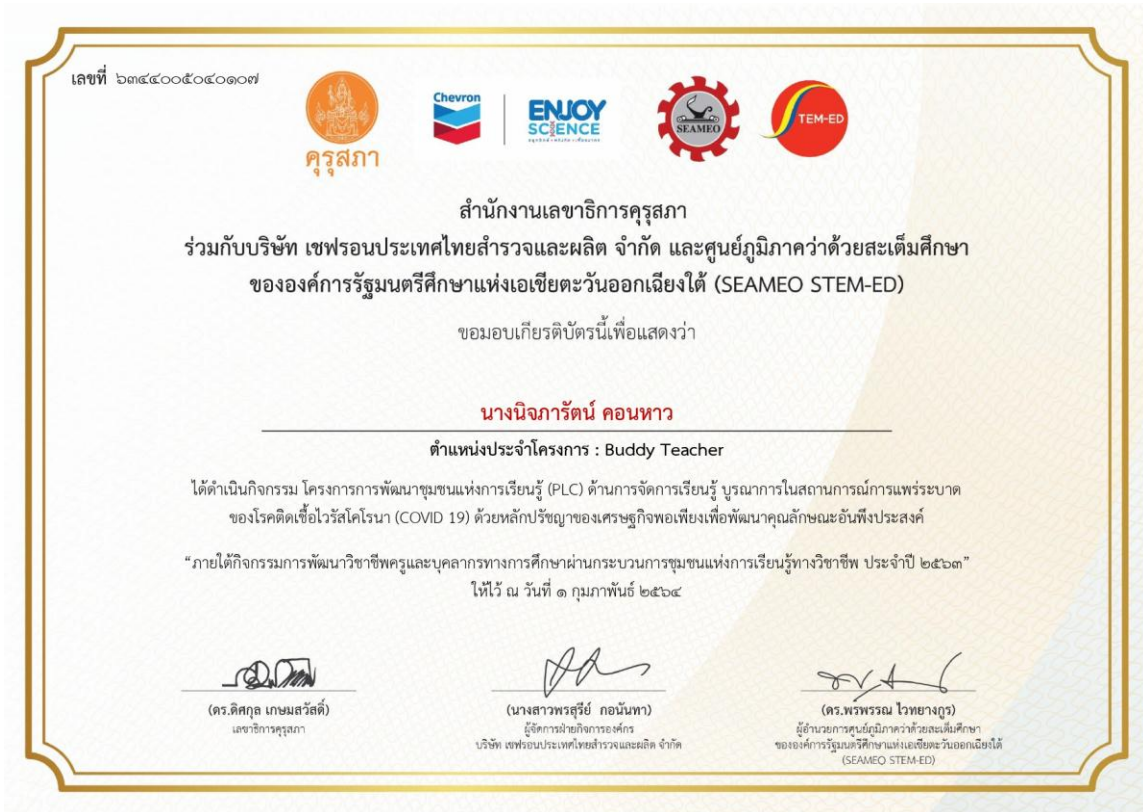 เลขที่ ๖๓๔๔๐๐๕๐๔๐๑๐๗
คุรุสภา
Chevron
ENJOY
SCIENCE
SEAMEO
TEM-ED
สำนักงานเลขาธิการคุรุสภา
ร่วมกับบริษัท เชฟรอนประเทศไทยสำรวจและผลิต จำกัด และศูนย์ภูมิภาคว่าด้วยสะเต็มศึกษา
ขององค์การรัฐมนตรีศึกษาแห่งเอเชียตะวันออกเฉียงใต้ (SEAMEO STEM-ED)
ขอมอบเกียรติบัตรนี้เพื่อแสดงว่า
นางนิจภารัตน์ คอนหาว
ตำแหน่งประจำโครงการ : Buddy Teacher
ได้ดำเนินกิจกรรม โครงการการพัฒนาชุมชนแห่งการเรียนรู้ (PLC) ด้านการจัดการเรียนรู้ บูรณาการในสถานการณ์การแพร่ระบาด
ของโรคติดเชื้อไวรัสโคโรนา (COVID 19) ด้วยหลักปรัชญาของเศรษฐกิจพอเพียงเพื่อพัฒนาคุณลักษณะอันพึงประสงค์
“ภายใต้กิจกรรมการพัฒนาวิชาชีพครูและบุคลากรทางการศึกษาผ่านกระบวนการชุมชนแห่งการเรียนรู้ทางวิชาชีพ ประจำปี ๒๕๖๓”
ให้ไว้ ณ วันที่ ๑ กุมภาพันธ์ ๒๕๖๔
(ดร.ดิศกุล เกษมสวัสดิ์)
เลขาธิการคุรุสภา
(นางสาวพรสุรีย์ กอนันทา)
ผู้จัดการฝ่ายกิจการองค์กร
บริษัท เชฟรอนประเทศไทยสำรวจและผลิต จำกัด
(ดร.พรพรรณ ไวทยางกูร)
ผู้อำนวยการศูนย์ภูมิภาคว่าด้วยสะเต็มศึกษา
ขององค์การรัฐมนตรีศึกษาแห่งเอเชียตะวันออกเฉียงใต้
(SEAMEO STEM-ED)